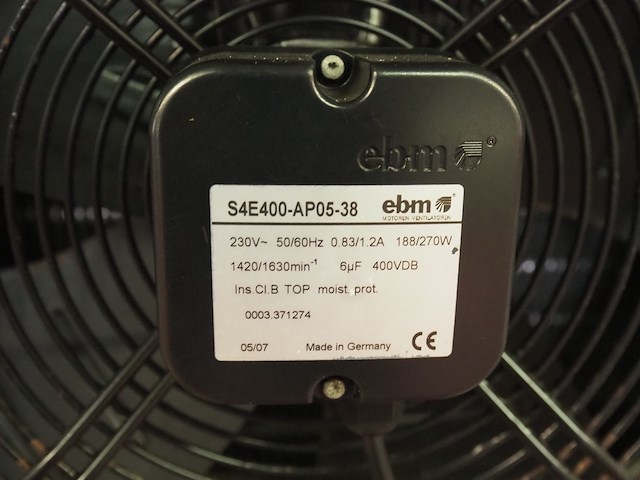 ebm®
S4E400-AP05-38 ebm
MOTOREN VENTILATOREN
230V~ 50/60Hz 0.83/1.2A 188/270W
1420/1630min⁻¹ 6µF 400VDB
Ins.Cl.B TOP moist. prot.
0003.371274
05/07 Made in Germany CE